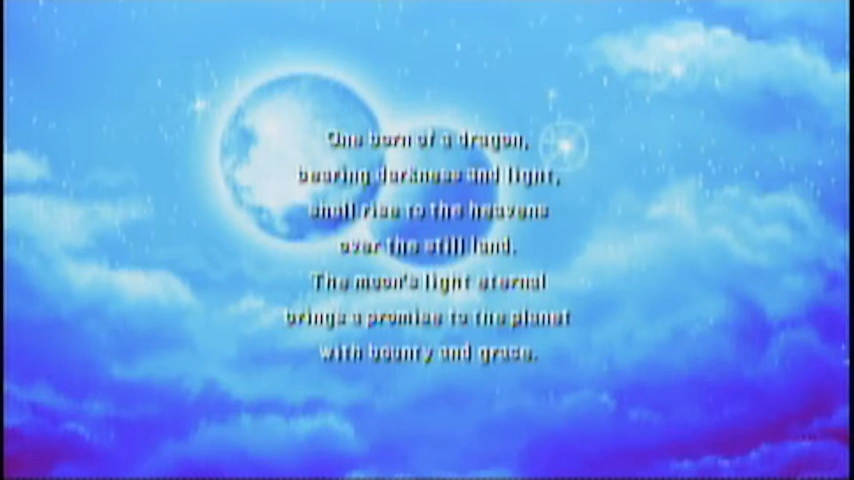 One born of a dragon,
bearing darkness and light,
shall rise to the heavens
over the still land.
The moon's light eternal
brings a promise to the planet
with bounty and grace.